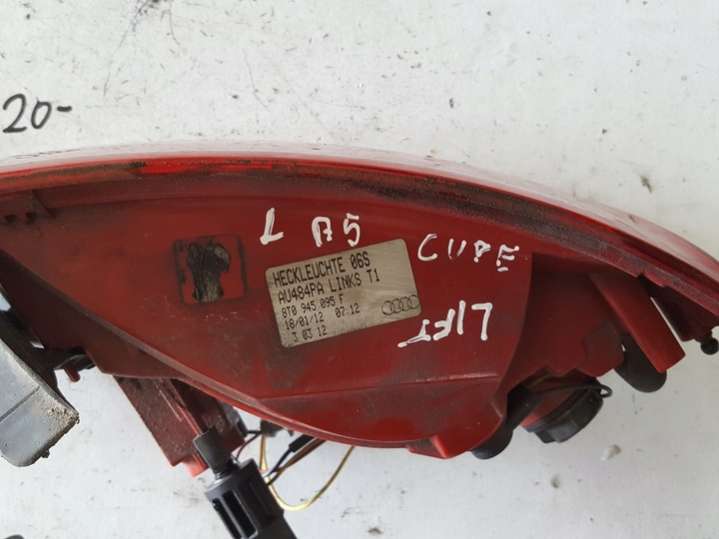 20-
L A5
CUPE
LIFT
HECKLEUCHTE 06S
AU484PA LINKS T1
8T0 945 095 F
18/01/12 07:12
3 03 12